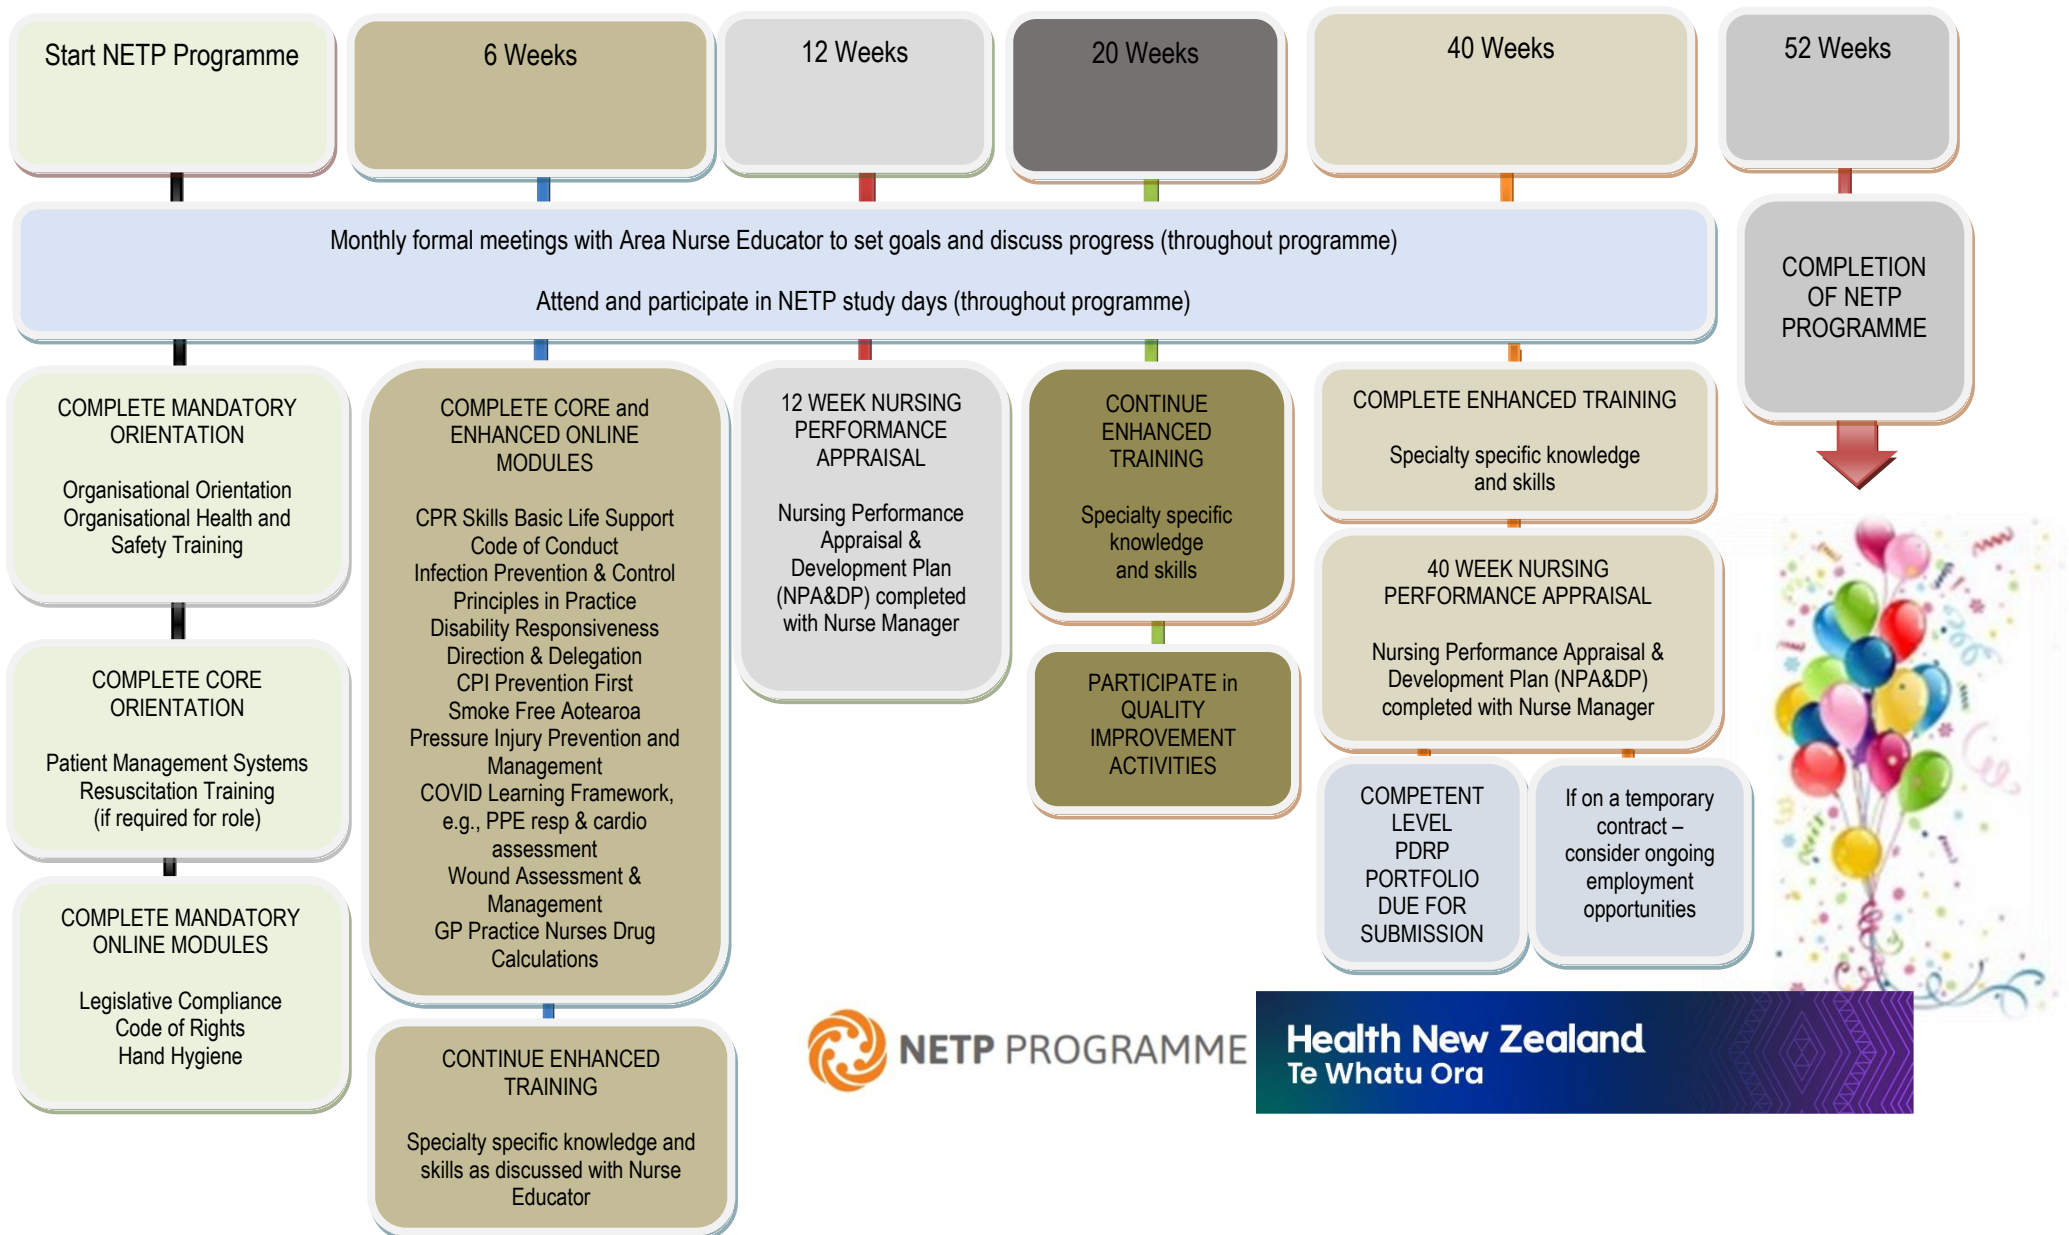 Start NETP Programme
6 Weeks
12 Weeks
20 Weeks
40 Weeks
52 Weeks
Monthly formal meetings with Area Nurse Educator to set goals and discuss progress (throughout programme)
Attend and participate in NETP study days (throughout programme)
COMPLETION
OF NETP
PROGRAMME
COMPLETE MANDATORY
ORIENTATION
Organisational Orientation
Organisational Health and
Safety Training
COMPLETE CORE
ORIENTATION
Patient Management Systems
Resuscitation Training
(if required for role)
COMPLETE MANDATORY
ONLINE MODULES
Legislative Compliance
Code of Rights
Hand Hygiene
COMPLETE CORE and
ENHANCED ONLINE
MODULES
CPR Skills Basic Life Support
Code of Conduct
Infection Prevention & Control
Principles in Practice
Disability Responsiveness
Direction & Delegation
CPI Prevention First
Smoke Free Aotearoa
Pressure Injury Prevention and
Management
COVID Learning Framework,
e.g., PPE resp & cardio
assessment
Wound Assessment &
Management
GP Practice Nurses Drug
Calculations
CONTINUE ENHANCED
TRAINING
Specialty specific knowledge and
skills as discussed with Nurse
Educator
12 WEEK NURSING
PERFORMANCE
APPRAISAL
Nursing Performance
Appraisal &
Development Plan
(NPA&DP) completed
with Nurse Manager
CONTINUE
ENHANCED
TRAINING
Specialty specific
knowledge
and skills
PARTICIPATE in
QUALITY
IMPROVEMENT
ACTIVITIES
COMPLETE ENHANCED TRAINING
Specialty specific knowledge
and skills
40 WEEK NURSING
PERFORMANCE APPRAISAL
Nursing Performance Appraisal &
Development Plan (NPA&DP)
completed with Nurse Manager
COMPETENT
LEVEL
PDRP
PORTFOLIO
DUE FOR
SUBMISSION
If on a temporary
contract –
consider ongoing
employment
opportunities
NETP PROGRAMME
Health New Zealand
Te Whatu Ora